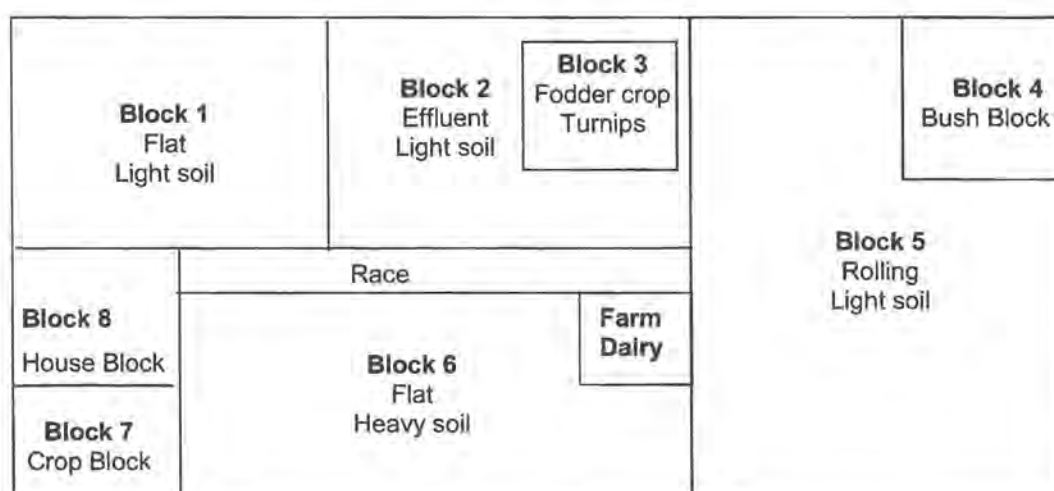 Block 1
Flat
Light soil
Block 2
Effluent
Light soil
Block 3
Fodder crop
Turnips
Block 4
Bush Block
Block 5
Rolling
Light soil
Race
Block 8
House Block
Farm
Dairy
Block 6
Flat
Heavy soil
Block 7
Crop Block